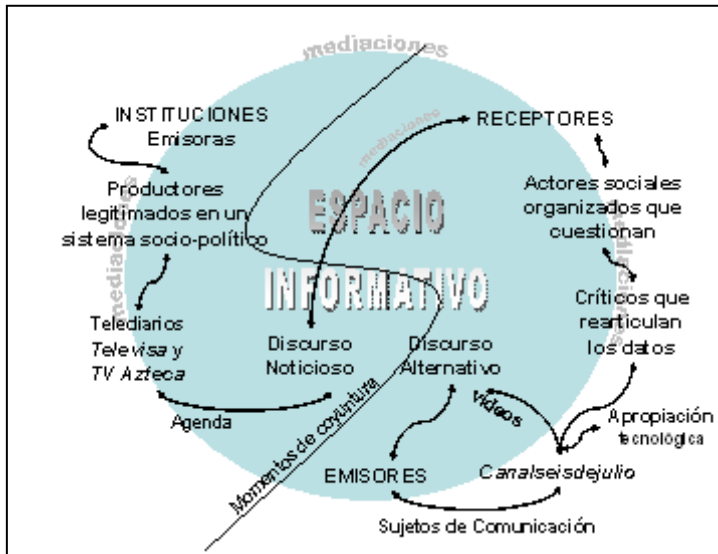 mediaciones
INSTITUCIONES
Emisoras
mediaciones
RECEPTORES
Productores
legitimados en un
sistema socio-político
ESPACIO
INFORMATIVO
Actores sociales
organizados que
cuestionan
mediaciones
mediaciones
Críticos que
rearticulan
los datos
Telediarios
Televisa y
TV Azteca
Discurso
Noticioso
Discurso
Alternativo
Agenda
Momentos de coyuntura
videos
Apropiación
tecnológica
EMISORES
Canalseisdejulio
Sujetos de Comunicación